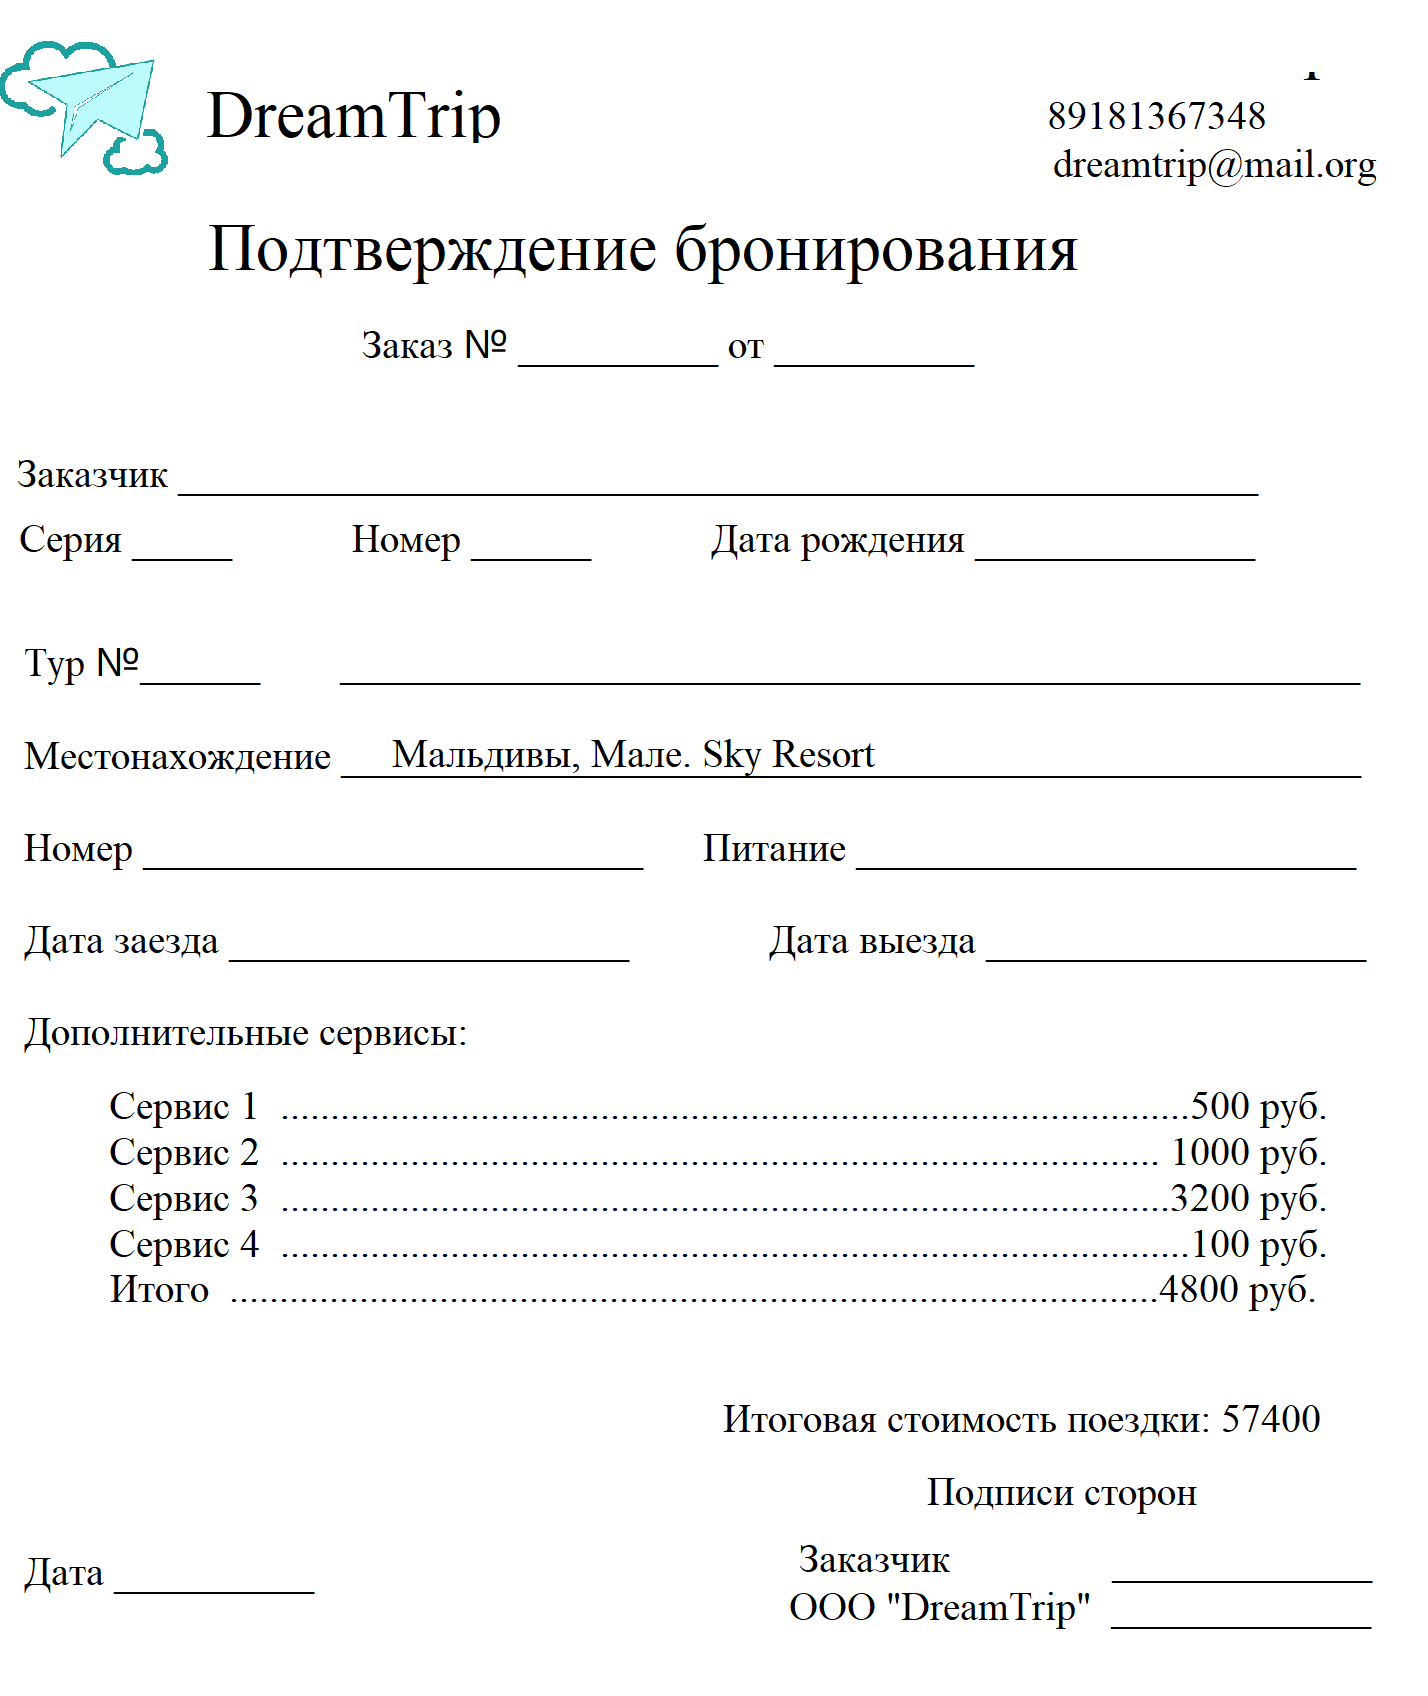 DreamTrip
89181367348
dreamtrip@mail.org
Подтверждение бронирования
Заказ № __________ от __________
Заказчик ______________________________________________________
Серия _____ Номер ______ Дата рождения ______________
Тур №______ ___________________________________________________
Местонахождение Мальдивы, Мале. Sky Resort
Номер _________________________ Питание _________________________
Дата заезда ____________________ Дата выезда ___________________
Дополнительные сервисы:
Сервис 1 ...........................................................................................500 руб.
Сервис 2 ........................................................................................ 1000 руб.
Сервис 3 .........................................................................................3200 руб.
Сервис 4 ...........................................................................................100 руб.
Итого .............................................................................................4800 руб.
Итоговая стоимость поездки: 57400
Подписи сторон
Заказчик _____________
Дата __________
ООО "DreamTrip" _____________